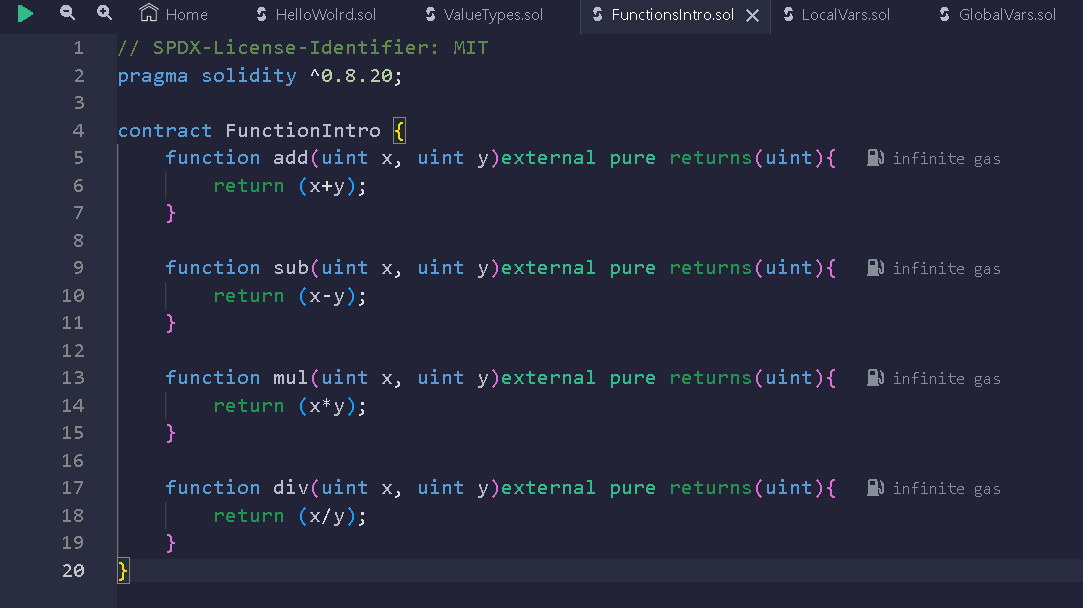 Home HelloWolrd.sol ValueTypes.sol FunctionsIntro.sol LocalVars.sol GlobalVars.sol
1 // SPDX-License-Identifier: MIT
2 pragma solidity ^0.8.20;
3
4 contract FunctionIntro {
5     function add(uint x, uint y)external pure returns(uint){ infinite gas
6         return (x+y);
7     }
8
9     function sub(uint x, uint y)external pure returns(uint){ infinite gas
10         return (x-y);
11     }
12
13     function mul(uint x, uint y)external pure returns(uint){ infinite gas
14         return (x*y);
15     }
16
17     function div(uint x, uint y)external pure returns(uint){ infinite gas
18         return (x/y);
19     }
20 }